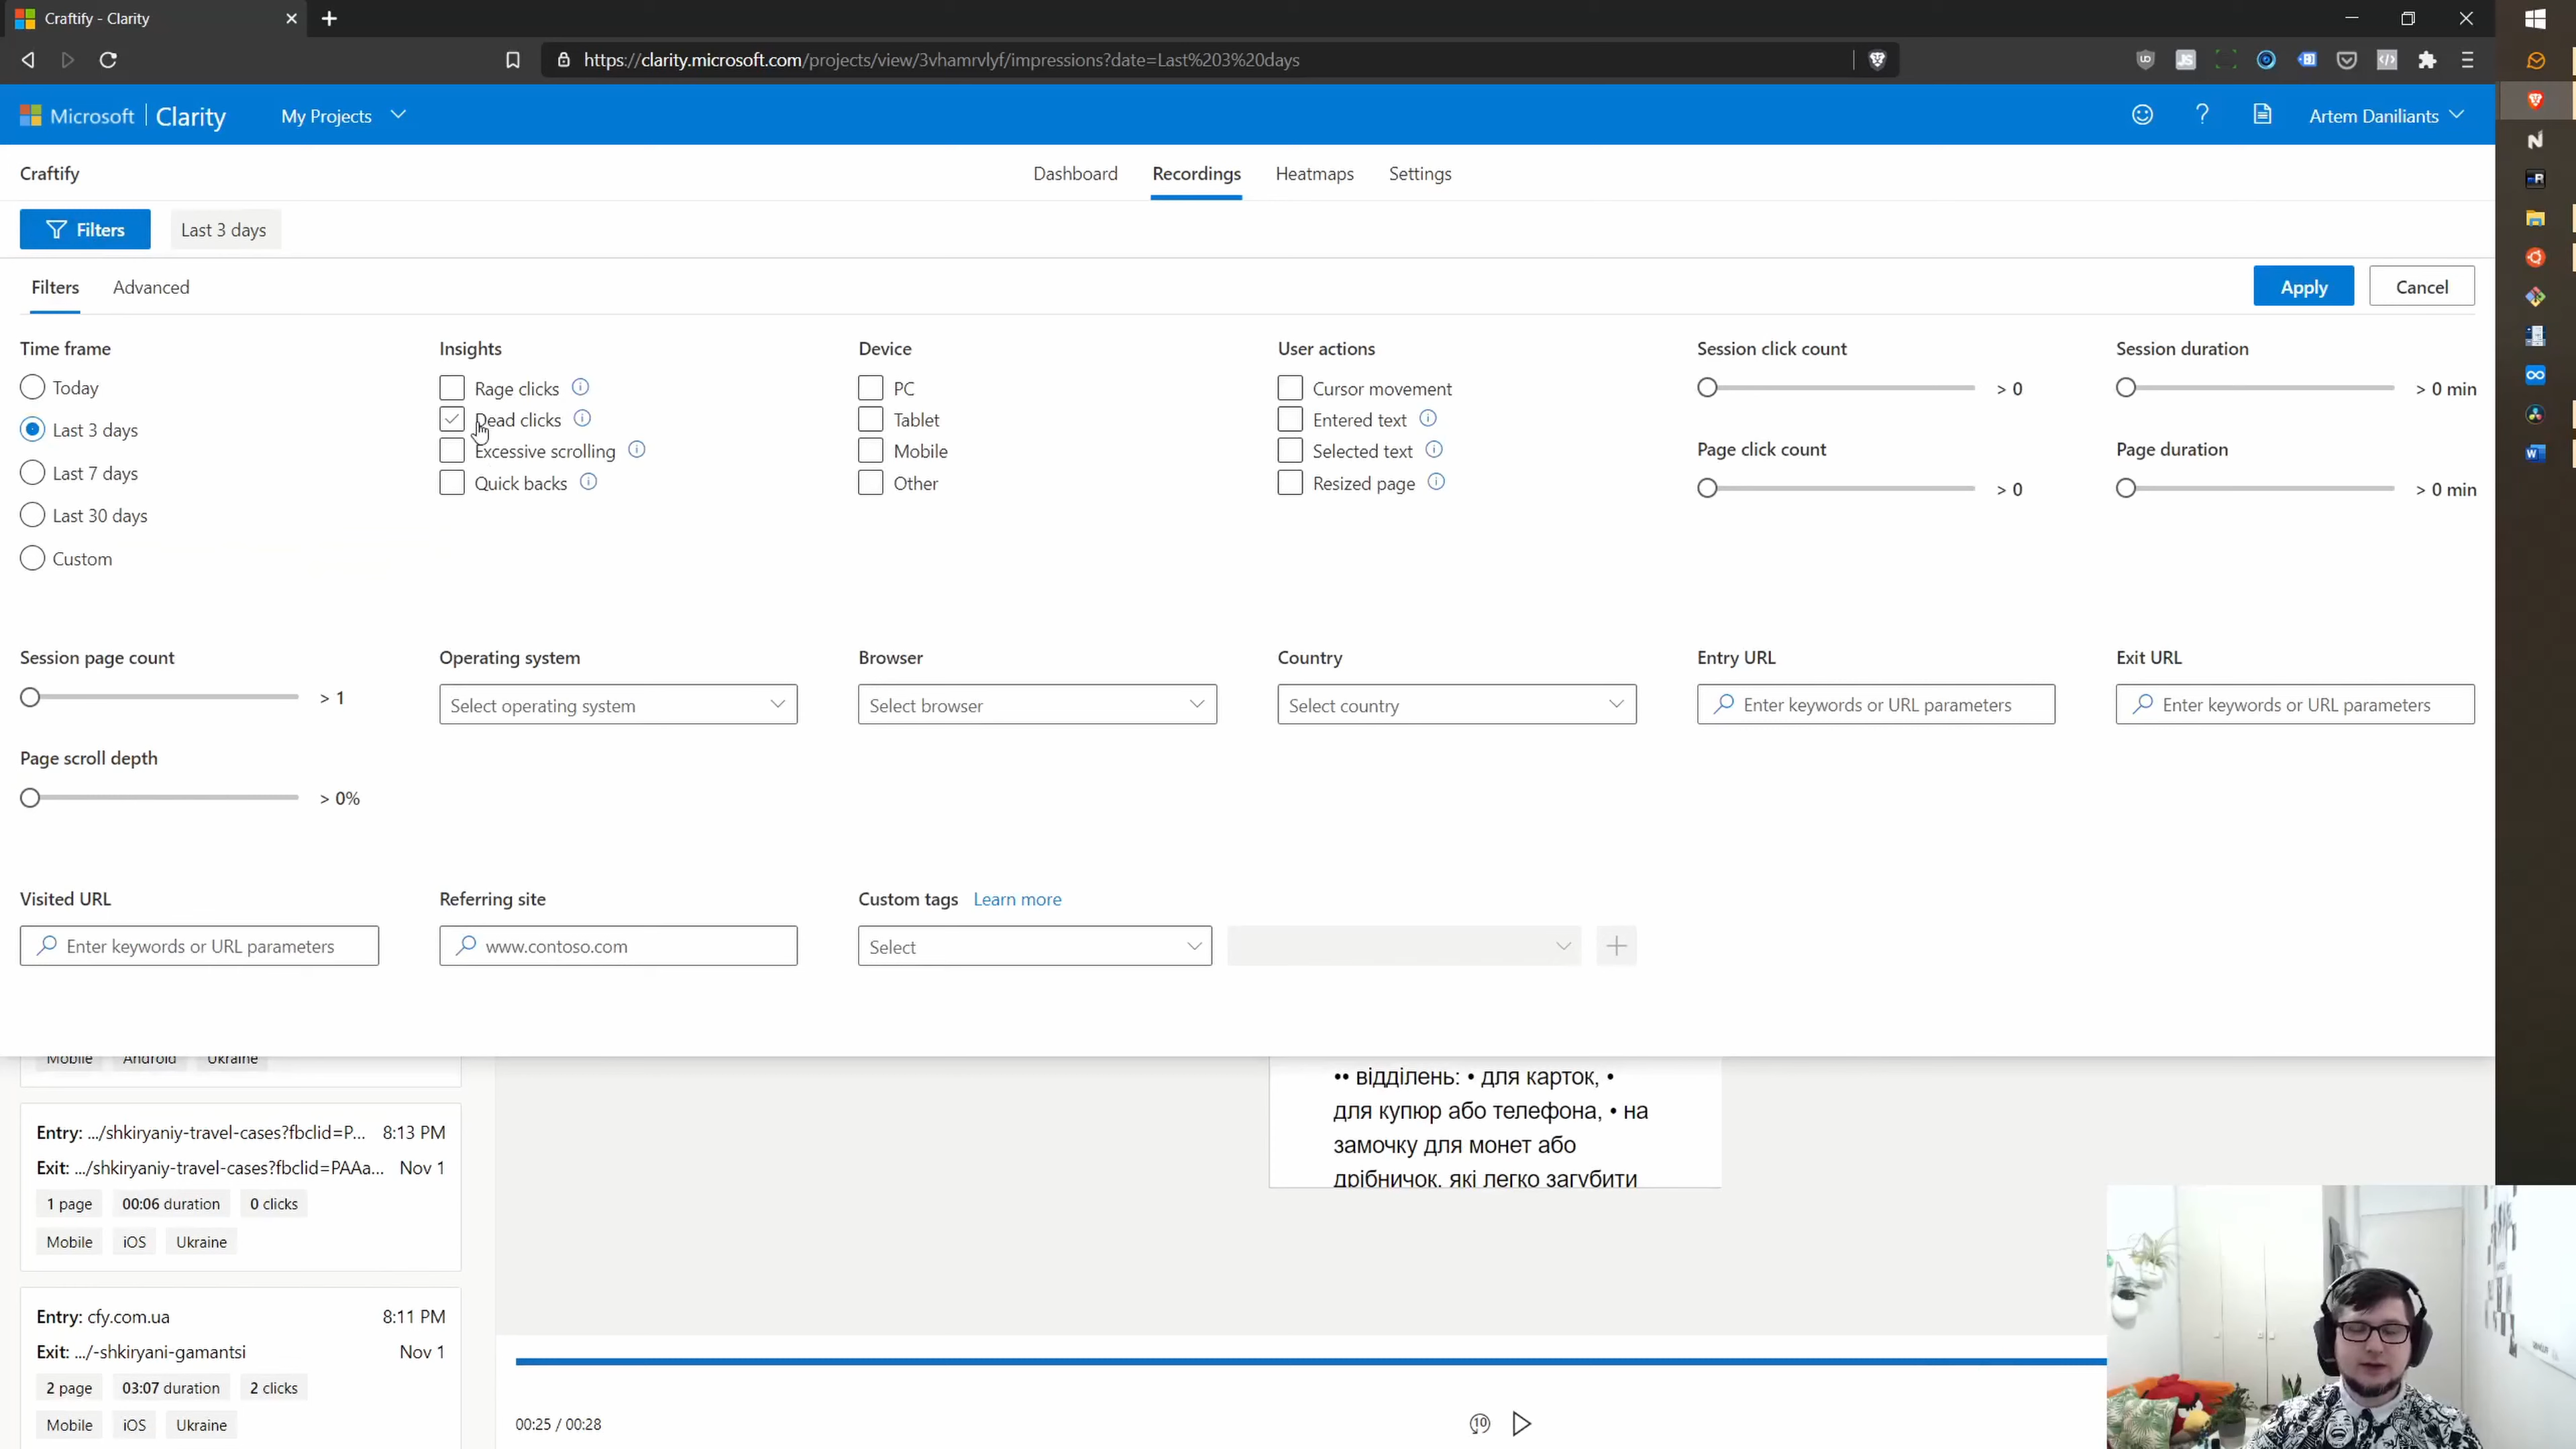 Craftify - Clarity
https://clarity.microsoft.com/projects/view/3vhamrvlyf/impressions?date=Last%203%20days
Microsoft | Clarity My Projects Artem Daniliants
Craftify Dashboard Recordings Heatmaps Settings
Filters Last 3 days
Filters Advanced Apply Cancel
Time frame Insights Device User actions Session click count Session duration
Today Rage clicks PC Cursor movement > 0 > 0 min
Dead clicks Tablet Entered text
Last 3 days
Excessive scrolling Mobile Selected text Page click count Page duration
Last 7 days Quick backs Other Resized page > 0 > 0 min
Last 30 days
Custom
Session page count Operating system Browser Country Entry URL Exit URL
> 1 Select operating system Select browser Select country Enter keywords or URL parameters Enter keywords or URL parameters
Page scroll depth
> 0%
Visited URL Referring site Custom tags Learn more
Enter keywords or URL parameters www.contoso.com Select
Mobile Android Ukraine
•• відділень: • для карток, •
для купюр або телефона, • на
замочку для монет або
дрібничок, які легко загубити
Entry: .../shkiryaniy-travel-cases?fbclid=P... 8:13 PM
Exit: .../shkiryaniy-travel-cases?fbclid=PAAa... Nov 1
1 page 00:06 duration 0 clicks
Mobile iOS Ukraine
Entry: cfy.com.ua 8:11 PM
Exit: .../-shkiryani-gamantsi Nov 1
2 page 03:07 duration 2 clicks
Mobile iOS Ukraine
00:25 / 00:28 10